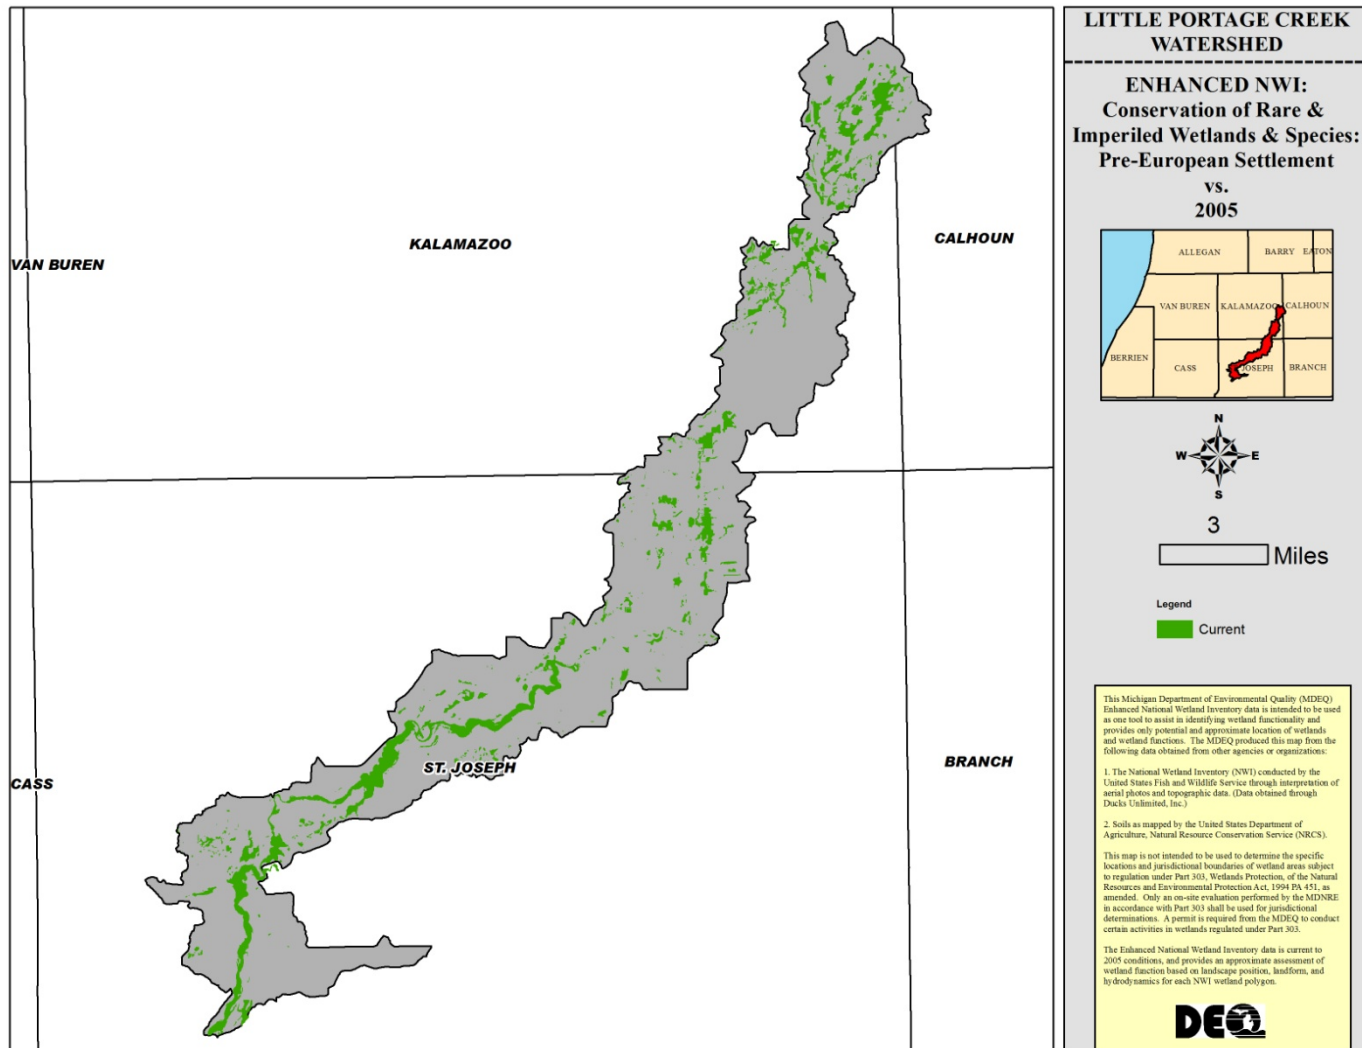 LITTLE PORTAGE CREEK
WATERSHED
ENHANCED NWI:
Conservation of Rare &
Imperiled Wetlands & Species:
Pre-European Settlement
vs.
2005
KALAMAZOO
CALHOUN
VAN BUREN
ST. JOSEPH
BRANCH
CASS
ALLEGAN
BARRY
EATON
VAN BUREN
KALAMAZOO
CALHOUN
BERRIEN
CASS
JOSEPH
BRANCH
N
W
E
S
3
Miles
Legend
Current
This Michigan Department of Environmental Quality (MDEQ)
Enhanced National Wetland Inventory data is intended to be used
as one tool to assist in identifying wetland functionality and
provides only potential and approximate location of wetlands
and wetland functions. The MDEQ produced this map from the
following data obtained from other agencies or organizations:
1. The National Wetland Inventory (NWI) conducted by the
United States Fish and Wildlife Service through interpretation of
aerial photos and topographic data. (Data obtained through
Ducks Unlimited, Inc.)
2. Soils as mapped by the United States Department of
Agriculture, Natural Resource Conservation Service (NRCS).
This map is not intended to be used to determine the specific
locations and jurisdictional boundaries of wetland areas subject
to regulation under Part 303, Wetlands Protection, of the Natural
Resources and Environmental Protection Act, 1994 PA 451, as
amended. Only an on-site evaluation performed by the MDNRE
in accordance with Part 303 shall be used for jurisdictional
determinations. A permit is required from the MDEQ to conduct
certain activities in wetlands regulated under Part 303.
The Enhanced National Wetland Inventory data is current to
2005 conditions, and provides an approximate assessment of
wetland function based on landscape position, landform, and
hydrodynamics for each NWI wetland polygon.
DEQ